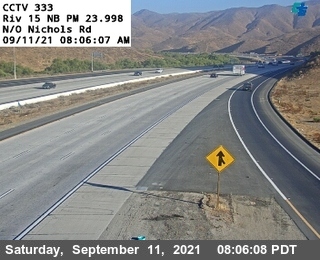 CCTV 333
Riv 15 NB PM 23.998
N/O Nichols Rd
09/11/21 08:06:07 AM
Saturday, September 11, 2021 08:06:08 PDT